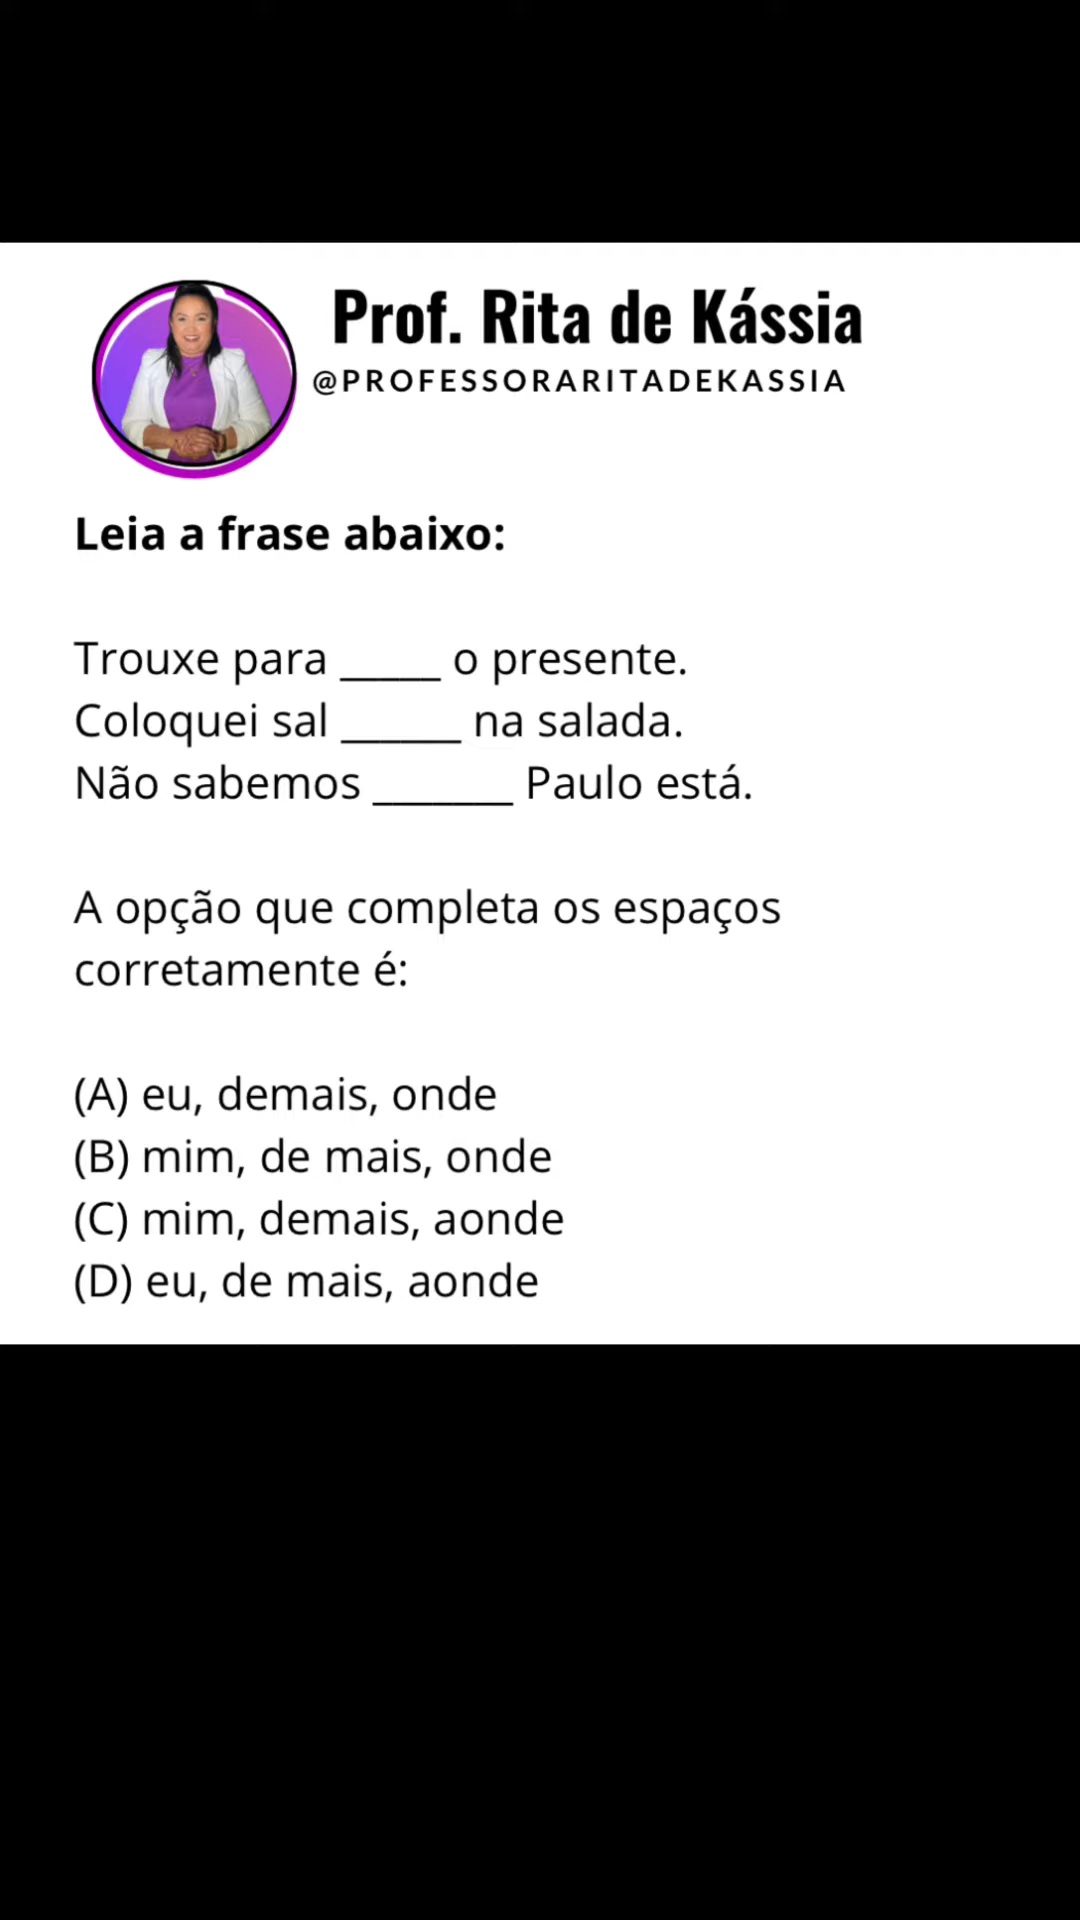 Prof. Rita de Kássia
@PROFESSORARITADEKASSIA
Leia a frase abaixo:
Trouxe para _____ o presente.
Coloquei sal ______ na salada.
Não sabemos _______ Paulo está.
A opção que completa os espaços
corretamente é:
(A) eu, demais, onde
(B) mim, de mais, onde
(C) mim, demais, aonde
(D) eu, de mais, aonde